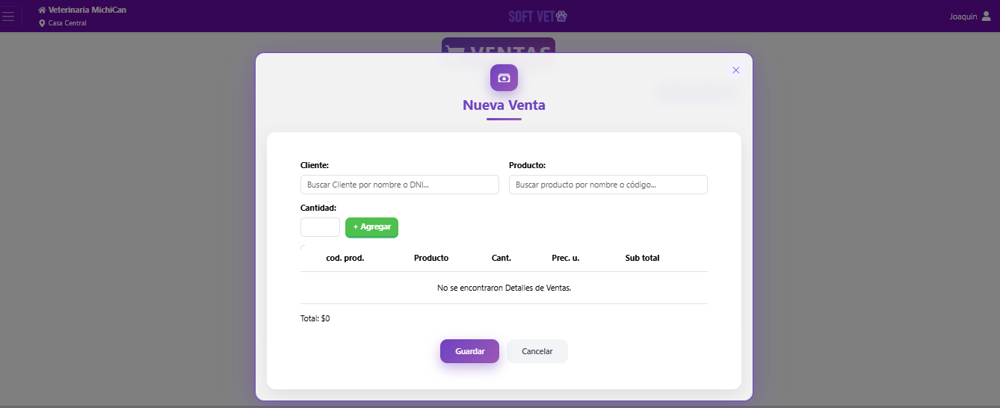 Veterinaria MichiCan
Casa Central
SOFT VET
Joaquin
VENTAS
Nueva Venta
Cliente:
Producto:
Buscar Cliente por nombre o DNI...
Buscar producto por nombre o código...
Cantidad:
+ Agregar
cod. prod. Producto Cant. Prec. u. Sub total
No se encontraron Detalles de Ventas.
Total: $0
Guardar
Cancelar